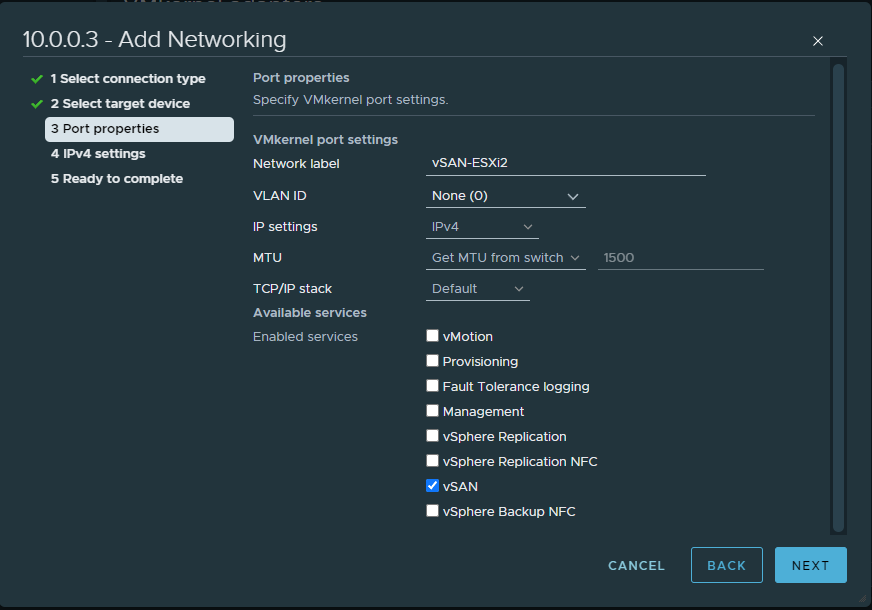 10.0.0.3 - Add Networking
1 Select connection type
2 Select target device
3 Port properties
4 IPv4 settings
5 Ready to complete
Port properties
Specify VMkernel port settings.
VMkernel port settings
Network label vSAN-ESXi2
VLAN ID None (0)
IP settings IPv4
MTU Get MTU from switch 1500
TCP/IP stack Default
Available services
Enabled services vMotion
Provisioning
Fault Tolerance logging
Management
vSphere Replication
vSphere Replication NFC
vSAN
vSphere Backup NFC
CANCEL BACK NEXT